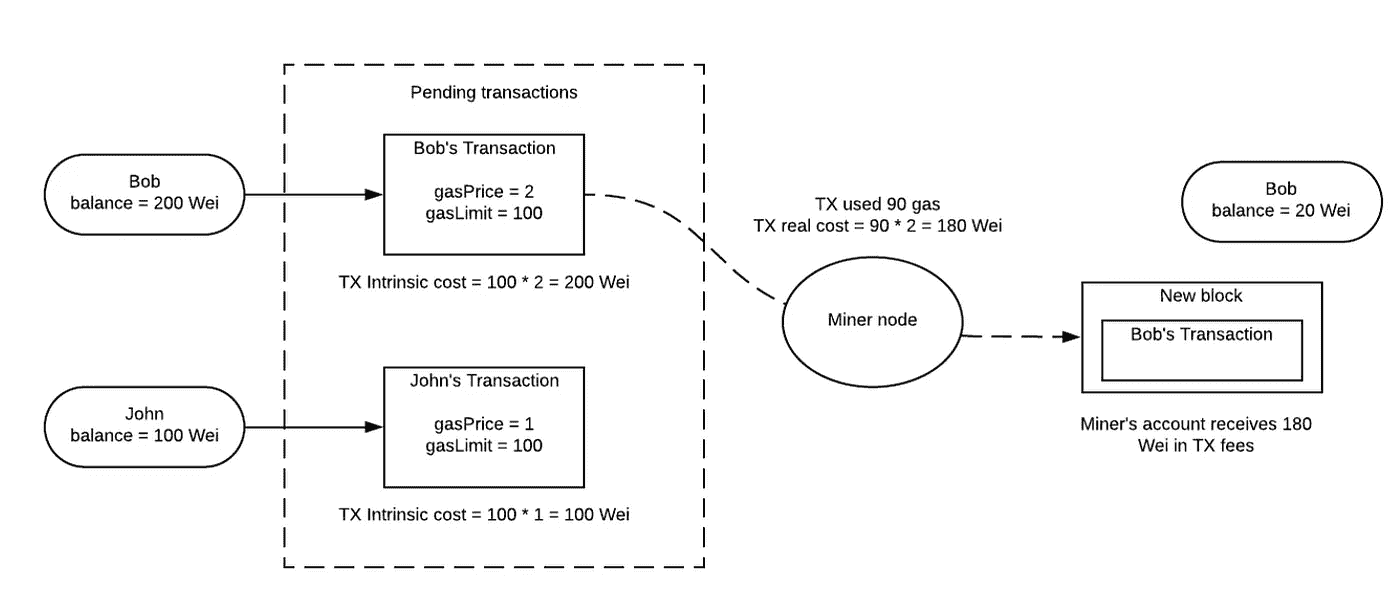 Pending transactions
Bob
balance = 200 Wei
Bob's Transaction
gasPrice = 2
gasLimit = 100
TX Intrinsic cost = 100 * 2 = 200 Wei
John
balance = 100 Wei
John's Transaction
gasPrice = 1
gasLimit = 100
TX Intrinsic cost = 100 * 1 = 100 Wei
TX used 90 gas
TX real cost = 90 * 2 = 180 Wei
Miner node
Bob
balance = 20 Wei
New block
Bob's Transaction
Miner's account receives 180
Wei in TX fees